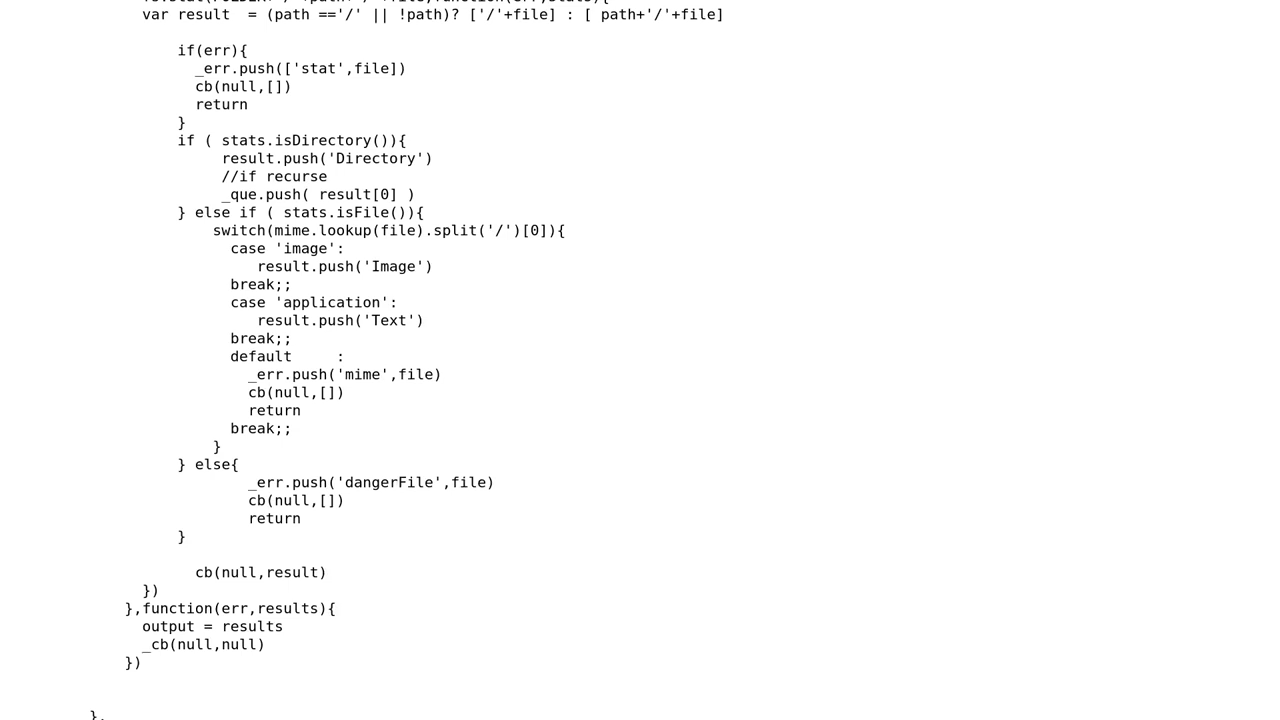 var result  = (path =='/' || !path)? ['/'+file] : [ path+'/'+file]
if(err){
_err.push(['stat',file])
cb(null,[])
return
}
if ( stats.isDirectory()){
result.push('Directory')
//if recurse
_que.push( result[0] )
} else if ( stats.isFile()){
switch(mime.lookup(file).split('/')[0]){
case 'image':
result.push('Image')
break;;
case 'application':
result.push('Text')
break;;
default     :
_err.push('mime',file)
cb(null,[])
return
break;;
}
} else{
_err.push('dangerFile',file)
cb(null,[])
return
}
cb(null,result)
})
},function(err,results){
output = results
_cb(null,null)
})
},